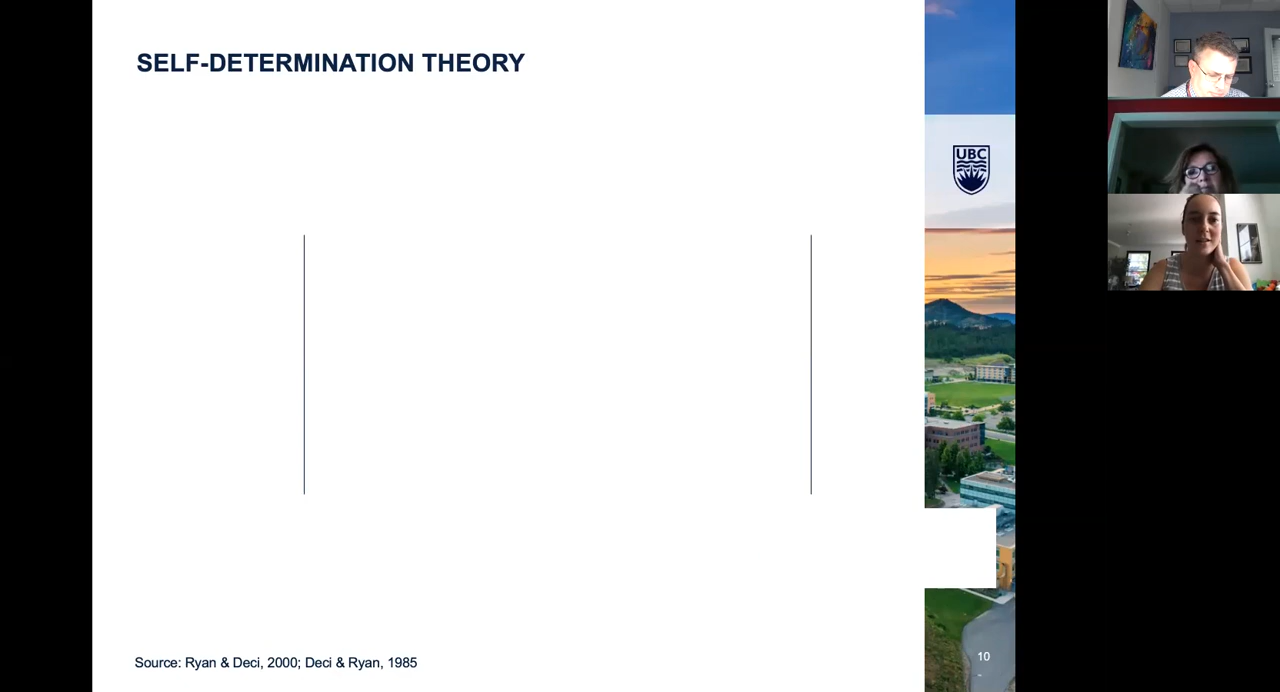 SELF-DETERMINATION THEORY
UBC
Source: Ryan & Deci, 2000; Deci & Ryan, 1985
10